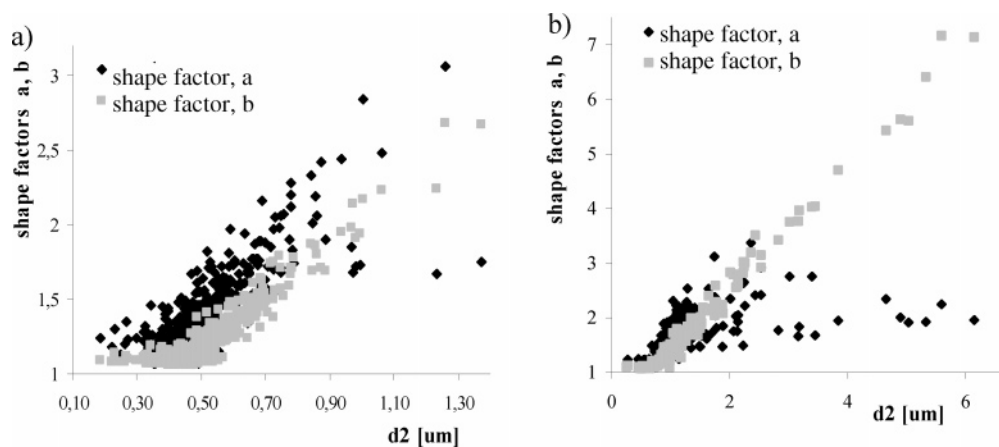 a)
shape factors a, b
shape factor, a
shape factor, b
3
2,5
2
1,5
1
0,10 0,30 0,50 0,70 0,90 1,10 1,30
d2 [um]
b)
shape factors a, b
shape factor, a
shape factor, b
7
6
5
4
3
2
1
0 2 4 6
d2 [um]